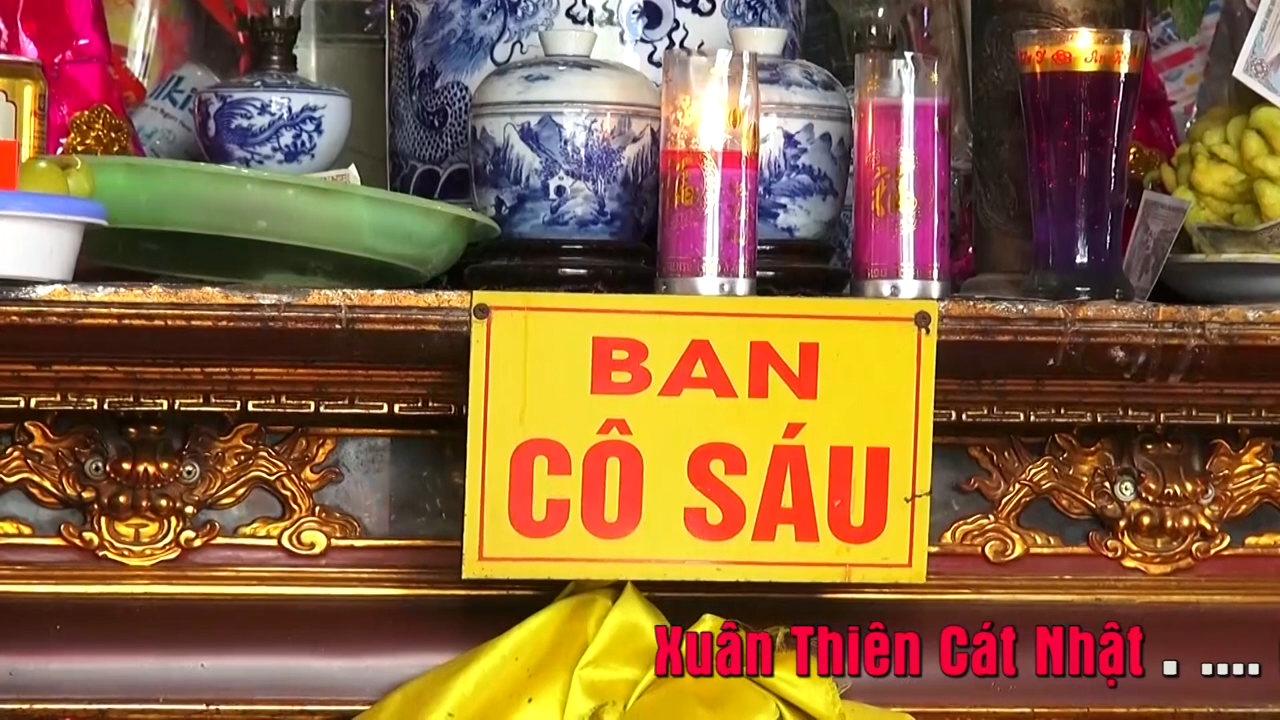 BAN
CÔ SÁU
Xuân Thiên Cát Nhật . ....